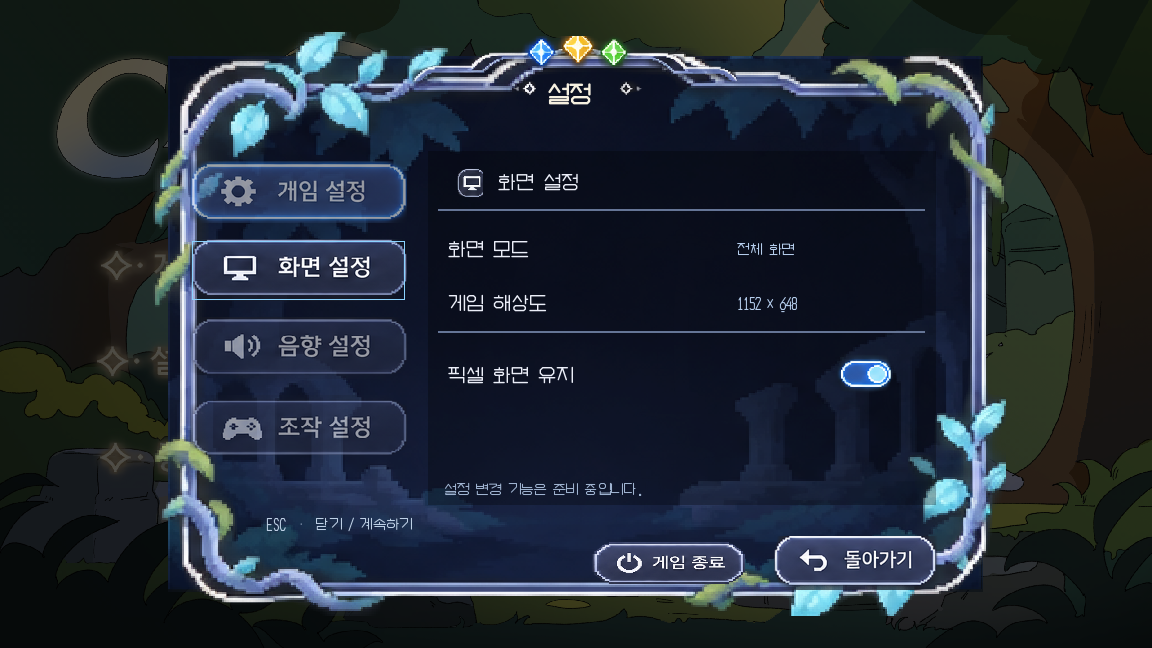 설정
게임 설정
화면 설정
음향 설정
조작 설정
화면 설정
화면 모드 전체 화면
게임 해상도 1152 × 648
픽셀 화면 유지
설정 변경 기능은 준비 중입니다.
ESC · 닫기 / 계속하기
게임 종료
돌아가기